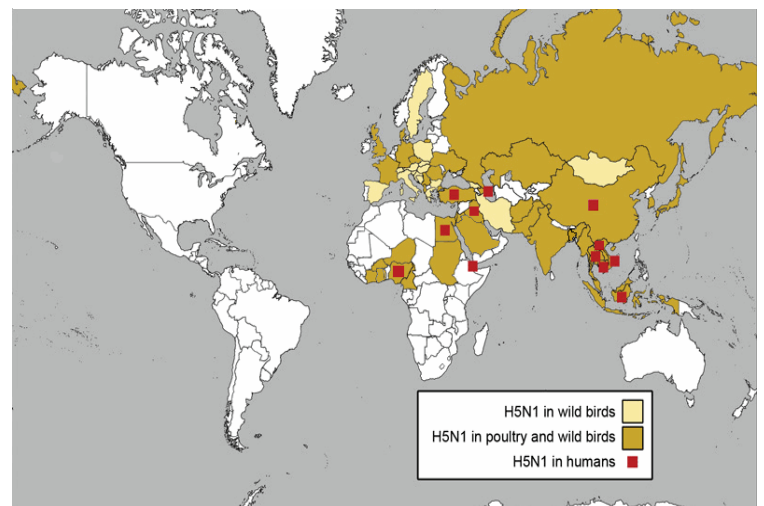 H5N1 in wild birds
H5N1 in poultry and wild birds
H5N1 in humans